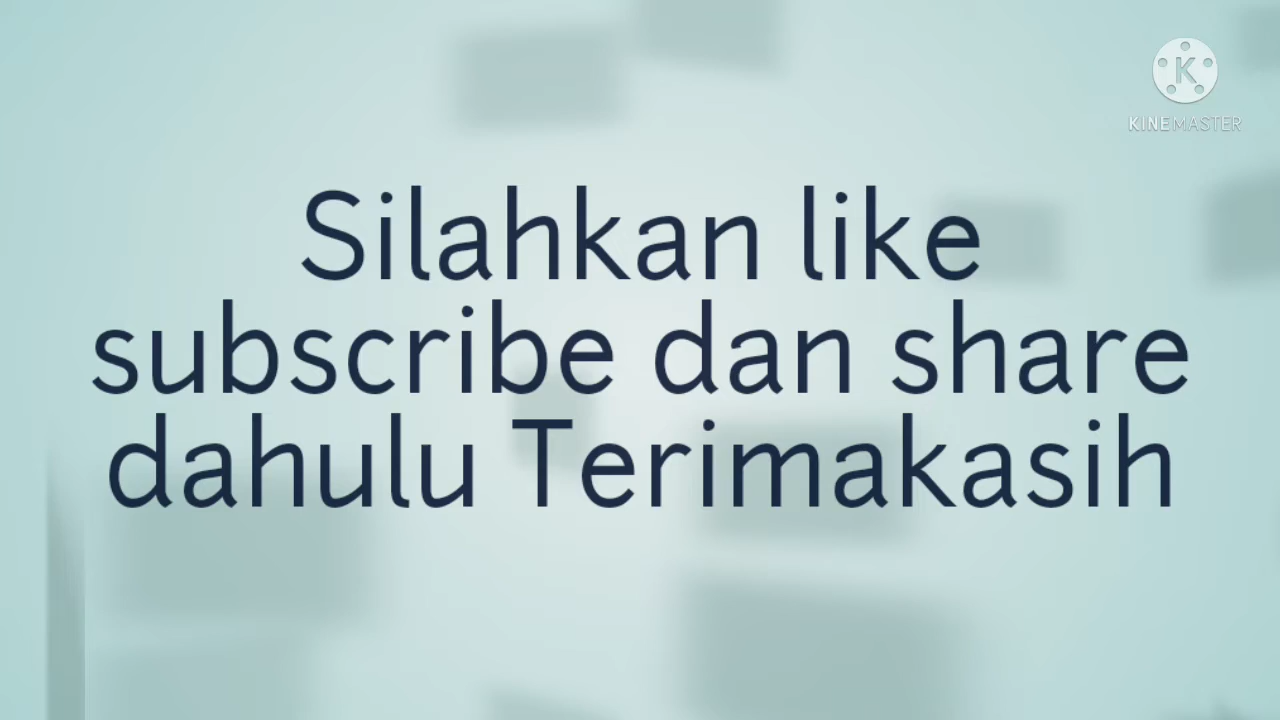 KINEMASTER
Silahkan like
subscribe dan share
dahulu Terimakasih